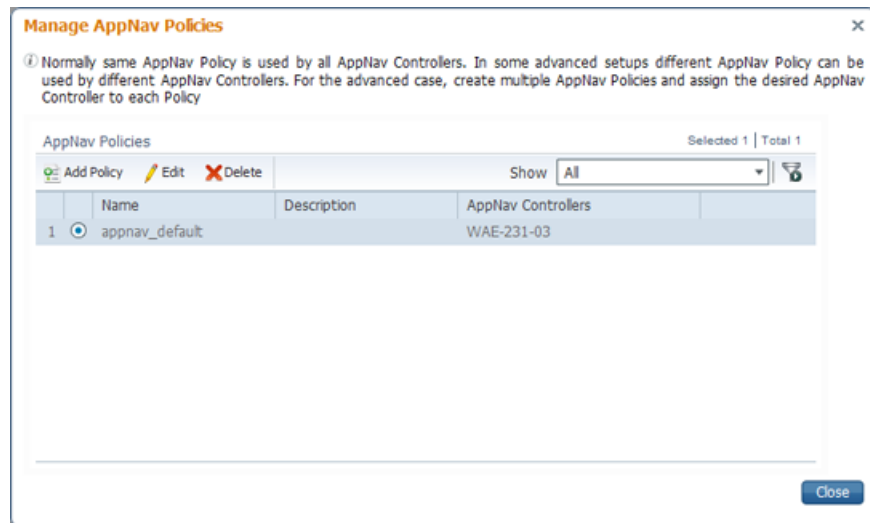 Manage AppNav Policies
Normally same AppNav Policy is used by all AppNav Controllers. In some advanced setups different AppNav Policy can be
used by different AppNav Controllers. For the advanced case, create multiple AppNav Policies and assign the desired AppNav
Controller to each Policy
AppNav Policies Selected 1 | Total 1
Add Policy Edit Delete Show All
Name Description AppNav Controllers
1 appnav_default WAE-231-03
Close